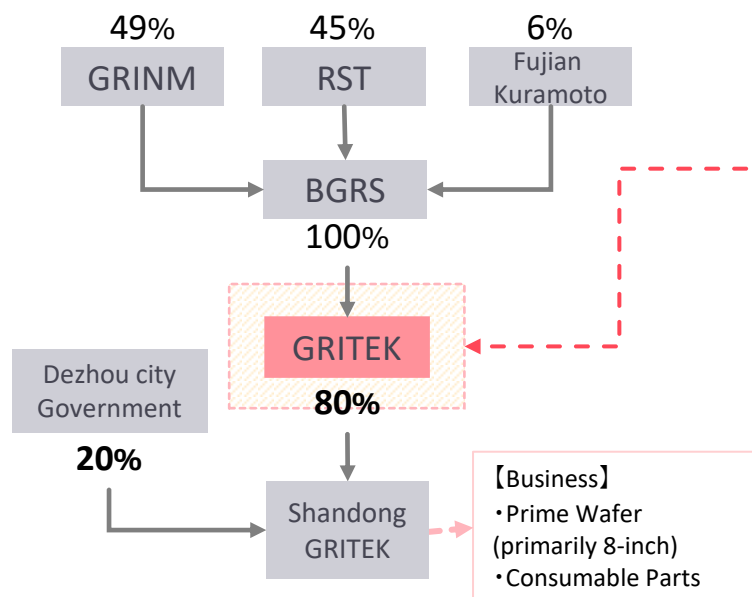 49%
45%
6%
GRINM
RST
Fujian
Kuramoto
BGRS
100%
GRITEK
80%
Dezhou city
Government
20%
Shandong
GRITEK
【Business】
・Prime Wafer
(primarily 8-inch)
・Consumable Parts